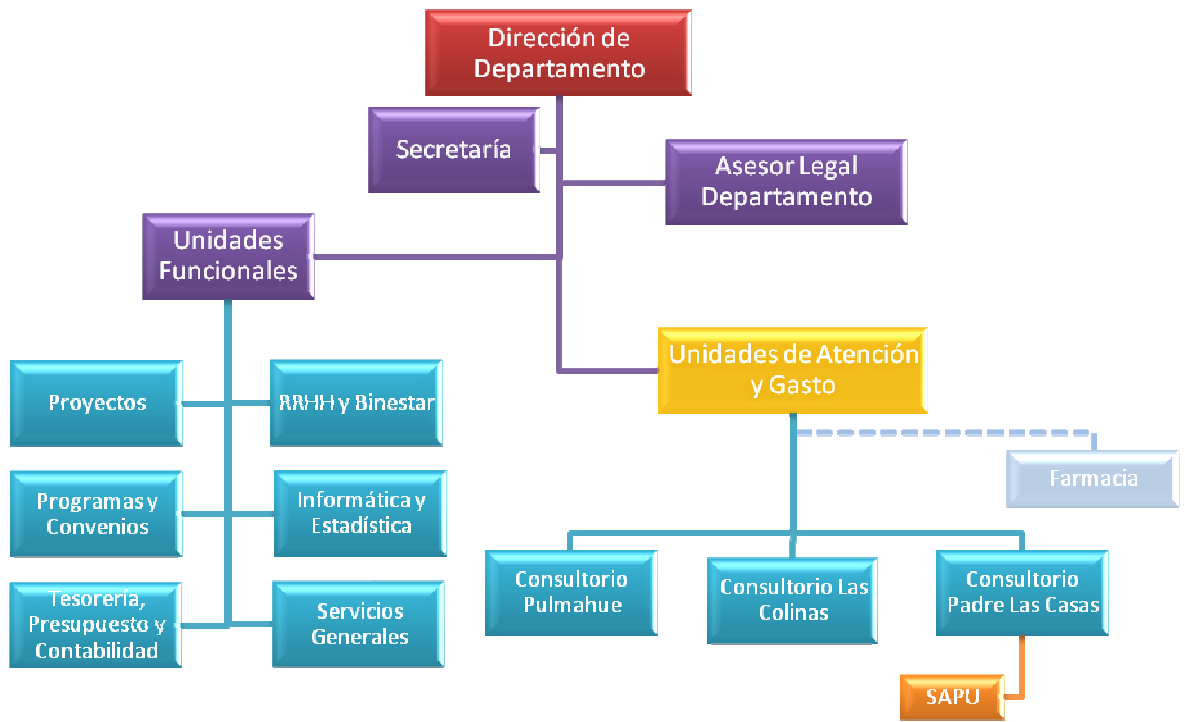 Dirección de
Departamento
Secretaría
Asesor Legal
Departamento
Unidades
Funcionales
Unidades de Atención
y Gasto
Proyectos
RRHH y Binestar
Farmacia
Programas y
Convenios
Informática y
Estadística
Consultorio
Pulmahue
Consultorio Las
Colinas
Consultorio
Padre Las Casas
Tesorería,
Presupuesto y
Contabilidad
Servicios
Generales
SAPU